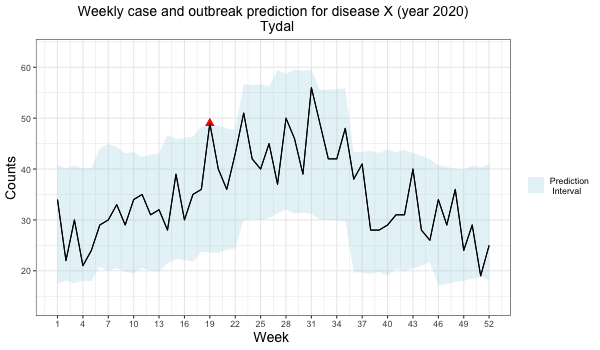 Weekly case and outbreak prediction for disease X (year 2020)
Tydal
60
50
40
30
20
Counts
1 4 7 10 13 16 19 22 25 28 31 34 37 40 43 46 49 52
Week
Prediction
Interval